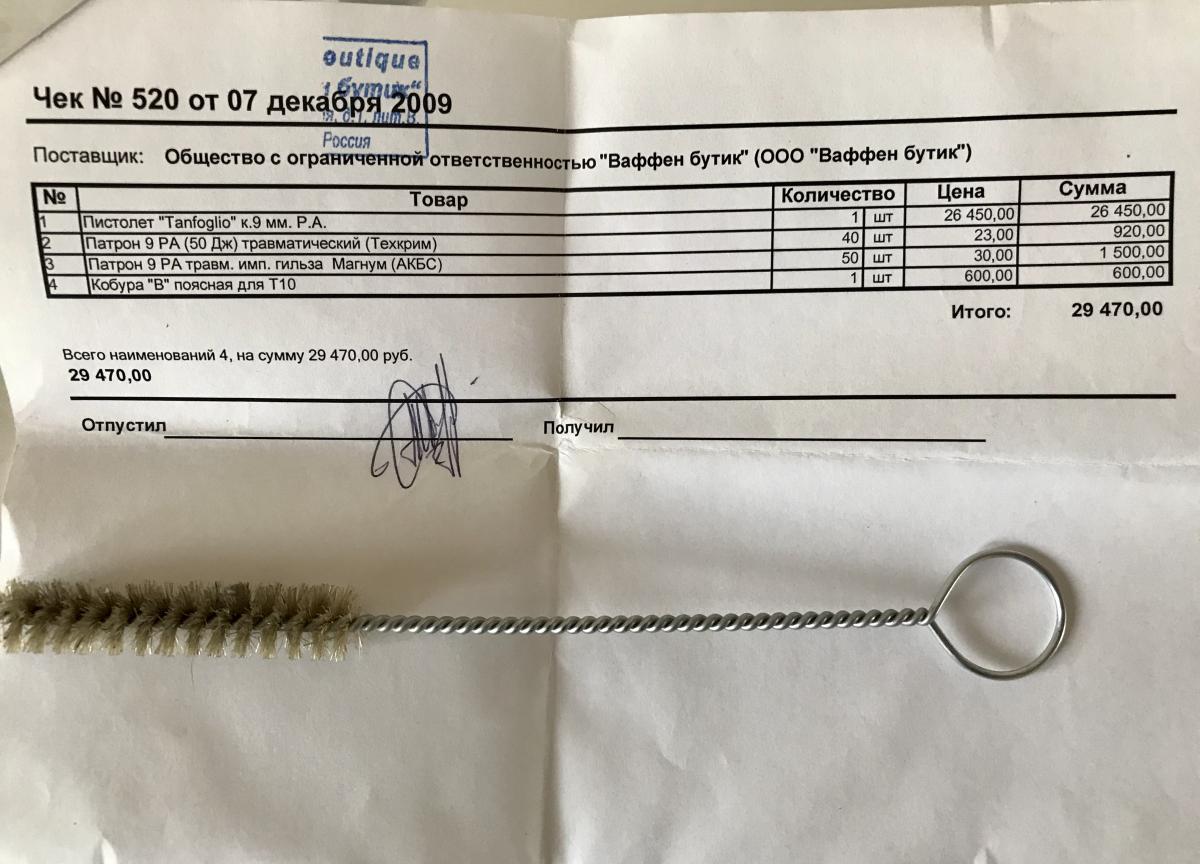 outique
бутик"
Россия
Чек № 520 от 07 декабря 2009
Поставщик: Общество с ограниченной ответственностью "Ваффен бутик" (ООО "Ваффен бутик")
№ Товар Количество Цена Сумма
1 Пистолет "Tanfoglio" к.9 мм. Р.А. 1 шт 26 450,00 26 450,00
2 Патрон 9 РА (50 Дж) травматический (Техкрим) 40 шт 23,00 920,00
3 Патрон 9 РА травм. имп. гильза Магнум (АКБС) 50 шт 30,00 1 500,00
4 Кобура "В" поясная для Т10 1 шт 600,00 600,00
Итого: 29 470,00
Всего наименований 4, на сумму 29 470,00 руб.
29 470,00
Отпустил Получил